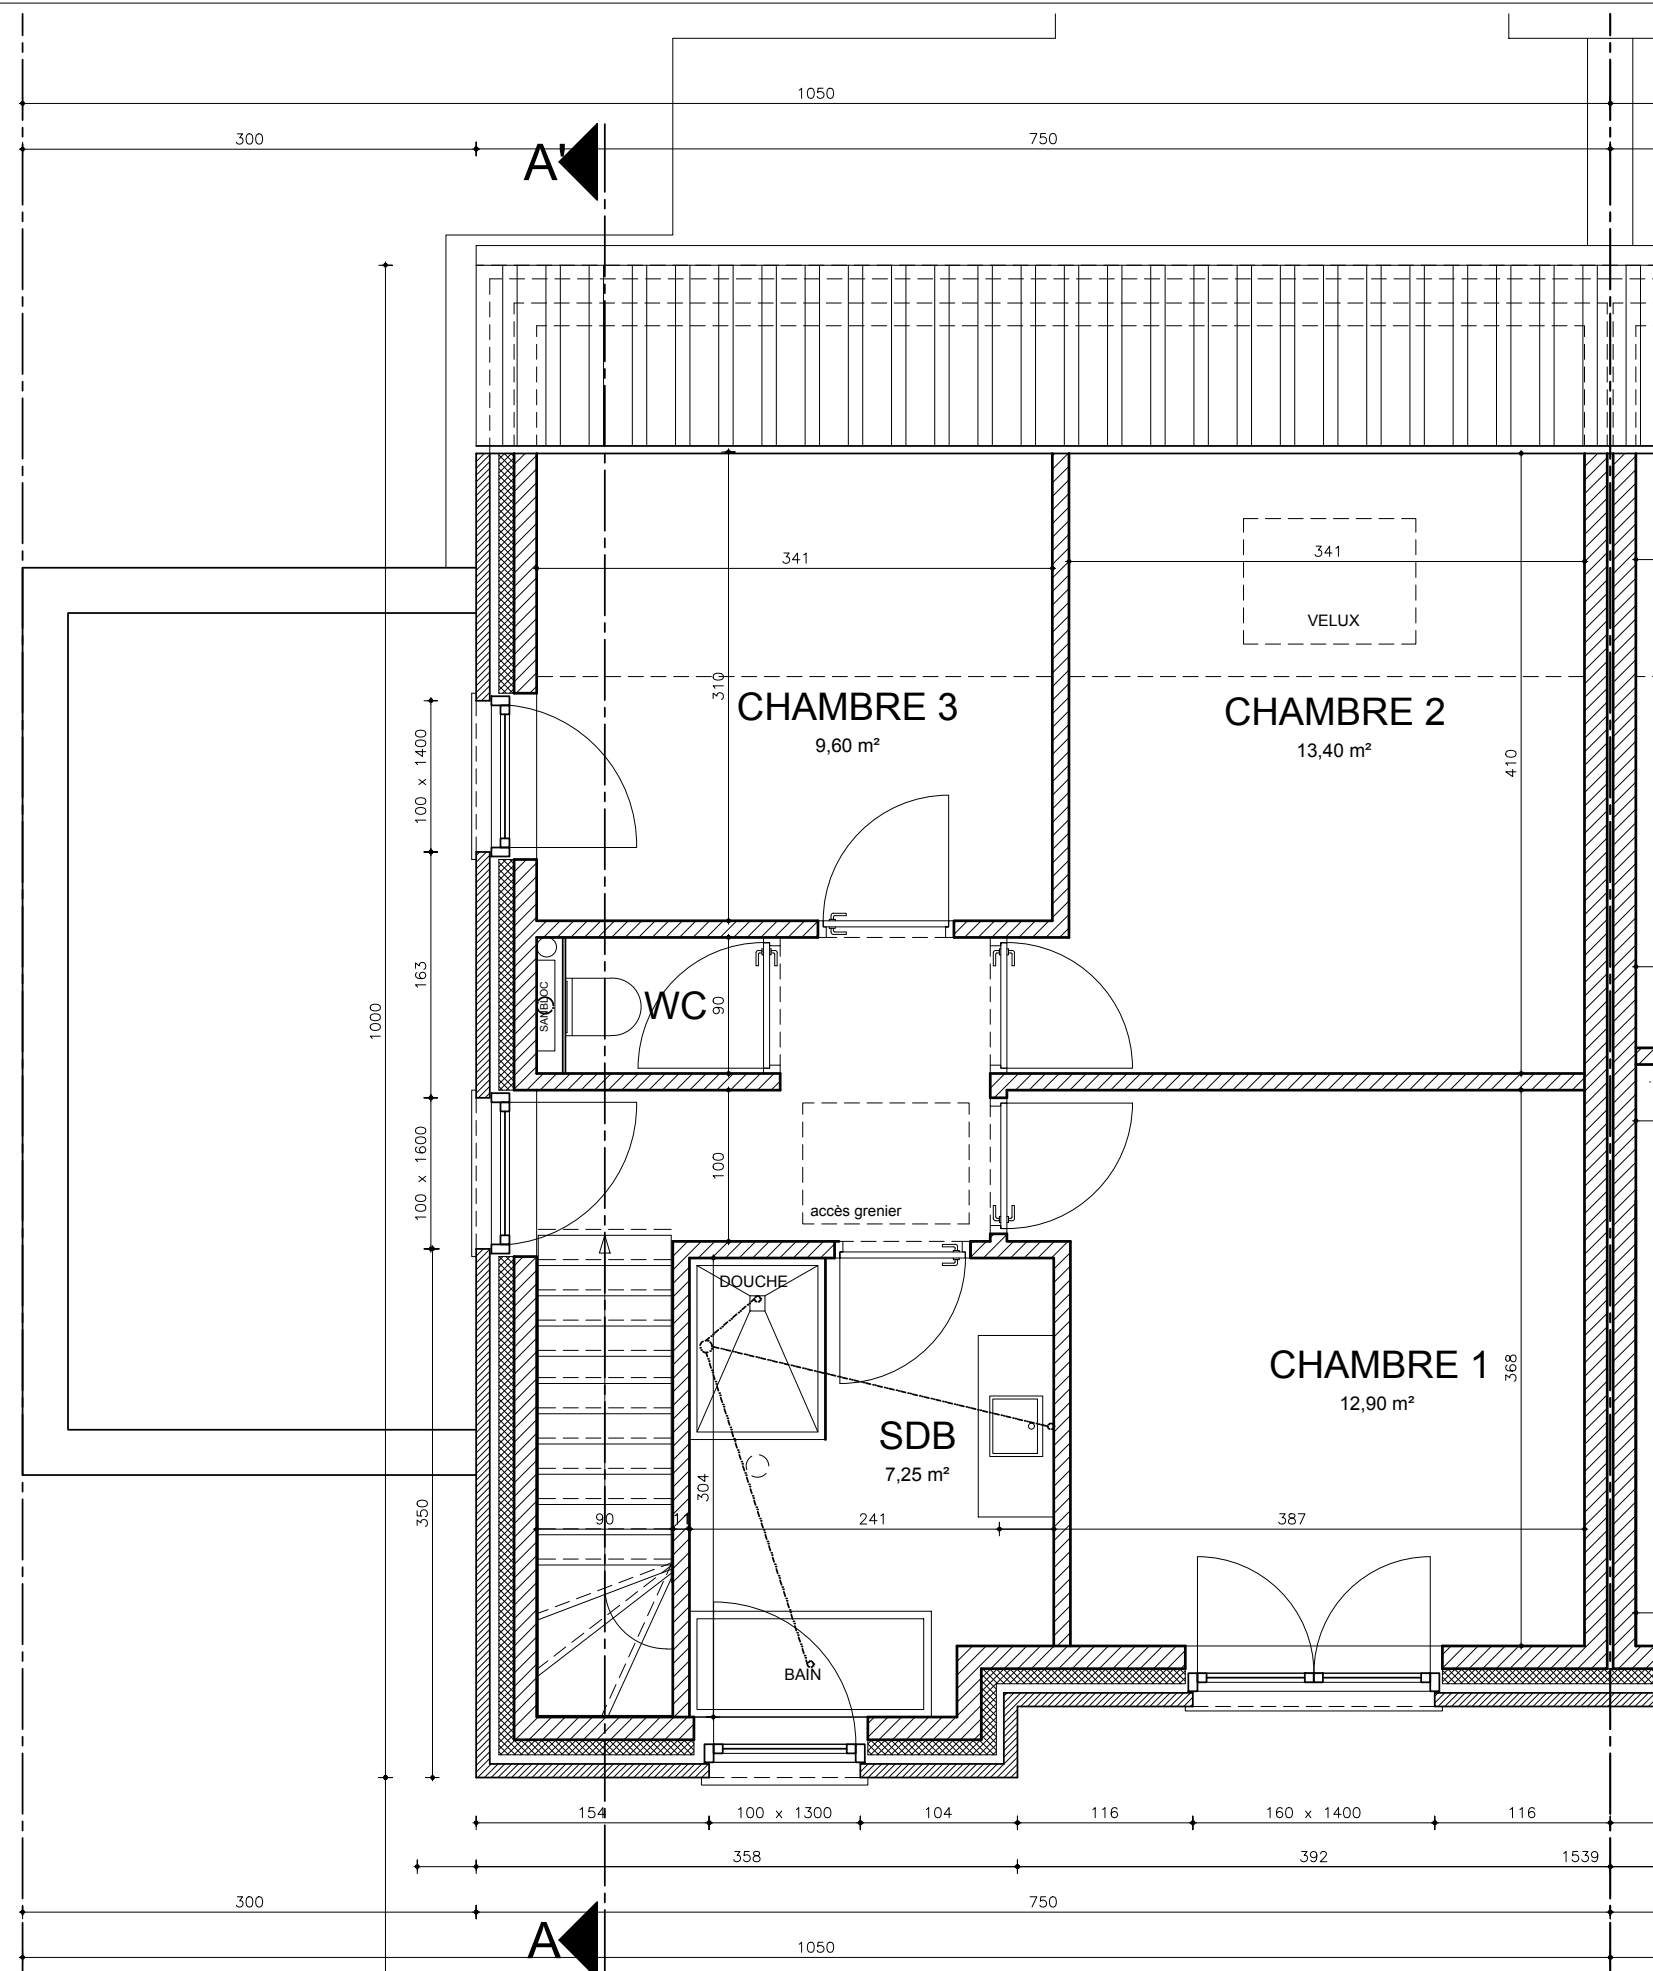 1050
300
750
A'
341
341
VELUX
310
CHAMBRE 3
9,60 m²
CHAMBRE 2
13,40 m²
100 x 1400
410
163
SANIBLOC
WC
90
1000
100 x 1600
100
accès grenier
DOUCHE
CHAMBRE 1
12,90 m²
368
SDB
7,25 m²
304
350
90
11
241
387
BAIN
154
100 x 1300
104
116
160 x 1400
116
358
392
1539
300
750
A
1050